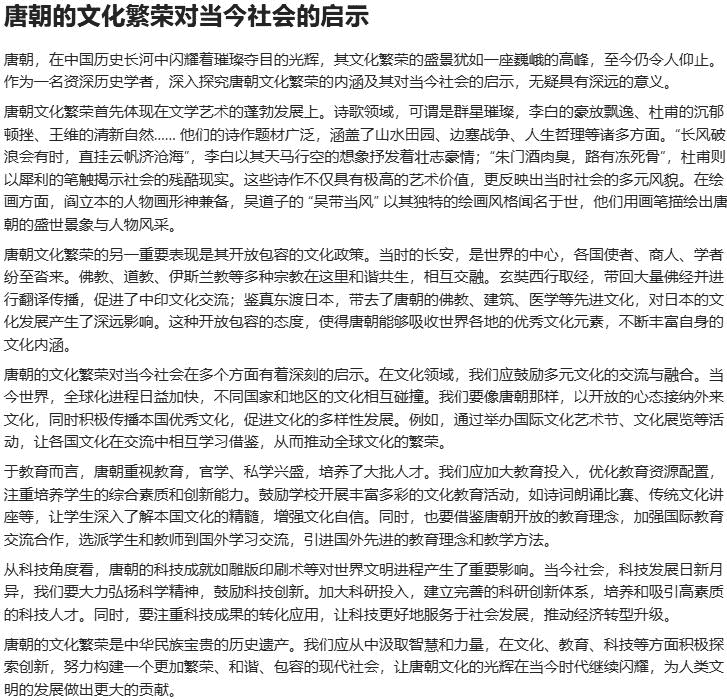 唐朝的文化繁荣对当今社会的启示
唐朝，在中国历史长河中闪耀着璀璨夺目的光辉，其文化繁荣的盛景犹如一座巍峨的高峰，至今仍令人仰止。
作为一名资深历史学者，深入探究唐朝文化繁荣的内涵及其对当今社会的启示，无疑具有深远的意义。
唐朝文化繁荣首先体现在文学艺术的蓬勃发展上。诗歌领域，可谓是群星璀璨，李白的豪放飘逸、杜甫的沉郁
顿挫、王维的清新自然...... 他们的诗作题材广泛，涵盖了山水田园、边塞战争、人生哲理等诸多方面。“长风破
浪会有时，直挂云帆济沧海”，李白以其天马行空的想象抒发着壮志豪情；“朱门酒肉臭，路有冻死骨”，杜甫则
以犀利的笔触揭示社会的残酷现实。这些诗作不仅具有极高的艺术价值，更反映出当时社会的多元风貌。在绘
画方面，阎立本的人物画形神兼备，吴道子的 “吴带当风” 以其独特的绘画风格闻名于世，他们用画笔描绘出唐
朝的盛世景象与人物风采。
唐朝文化繁荣的另一重要表现是其开放包容的文化政策。当时的长安，是世界的中心，各国使者、商人、学者
纷至沓来。佛教、道教、伊斯兰教等多种宗教在这里和谐共生，相互交融。玄奘西行取经，带回大量佛经并进
行翻译传播，促进了中印文化交流；鉴真东渡日本，带去了唐朝的佛教、建筑、医学等先进文化，对日本的文
化发展产生了深远影响。这种开放包容的态度，使得唐朝能够吸收世界各地的优秀文化元素，不断丰富自身的
文化内涵。
唐朝的文化繁荣对当今社会在多个方面有着深刻的启示。在文化领域，我们应鼓励多元文化的交流与融合。当
今世界，全球化进程日益加快，不同国家和地区的文化相互碰撞。我们要像唐朝那样，以开放的心态接纳外来
文化，同时积极传播本国优秀文化，促进文化的多样性发展。例如，通过举办国际文化艺术节、文化展览等活
动，让各国文化在交流中相互学习借鉴，从而推动全球文化的繁荣。
于教育而言，唐朝重视教育，官学、私学兴盛，培养了大批人才。我们应加大教育投入，优化教育资源配置，
注重培养学生的综合素质和创新能力。鼓励学校开展丰富多彩的文化教育活动，如诗词朗诵比赛、传统文化讲
座等，让学生深入了解本国文化的精髓，增强文化自信。同时，也要借鉴唐朝开放的教育理念，加强国际教育
交流合作，选派学生和教师到国外学习交流，引进国外先进的教育理念和教学方法。
从科技角度看，唐朝的科技成就如雕版印刷术等对世界文明进程产生了重要影响。当今社会，科技发展日新月
异，我们要大力弘扬科学精神，鼓励科技创新。加大科研投入，建立完善的科研创新体系，培养和吸引高素质
的科技人才。同时，要注重科技成果的转化应用，让科技更好地服务于社会发展，推动经济转型升级。
唐朝的文化繁荣是中华民族宝贵的历史遗产。我们应从中汲取智慧和力量，在文化、教育、科技等方面积极探
索创新，努力构建一个更加繁荣、和谐、包容的现代社会，让唐朝文化的光辉在当今时代继续闪耀，为人类文
明的发展做出更大的贡献。